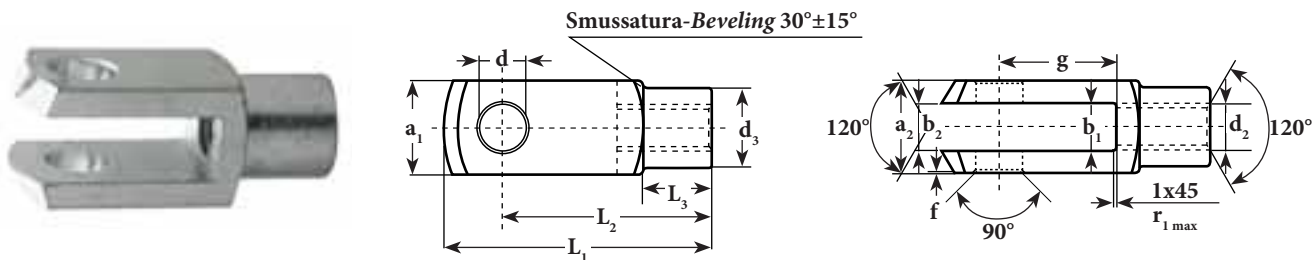 Smussatura-Beveling 30°±15°
d
a1
d3
L3
L2
L1
g
120°
a2
b2
b1
d2
120°
f
90°
1x45
r1 max